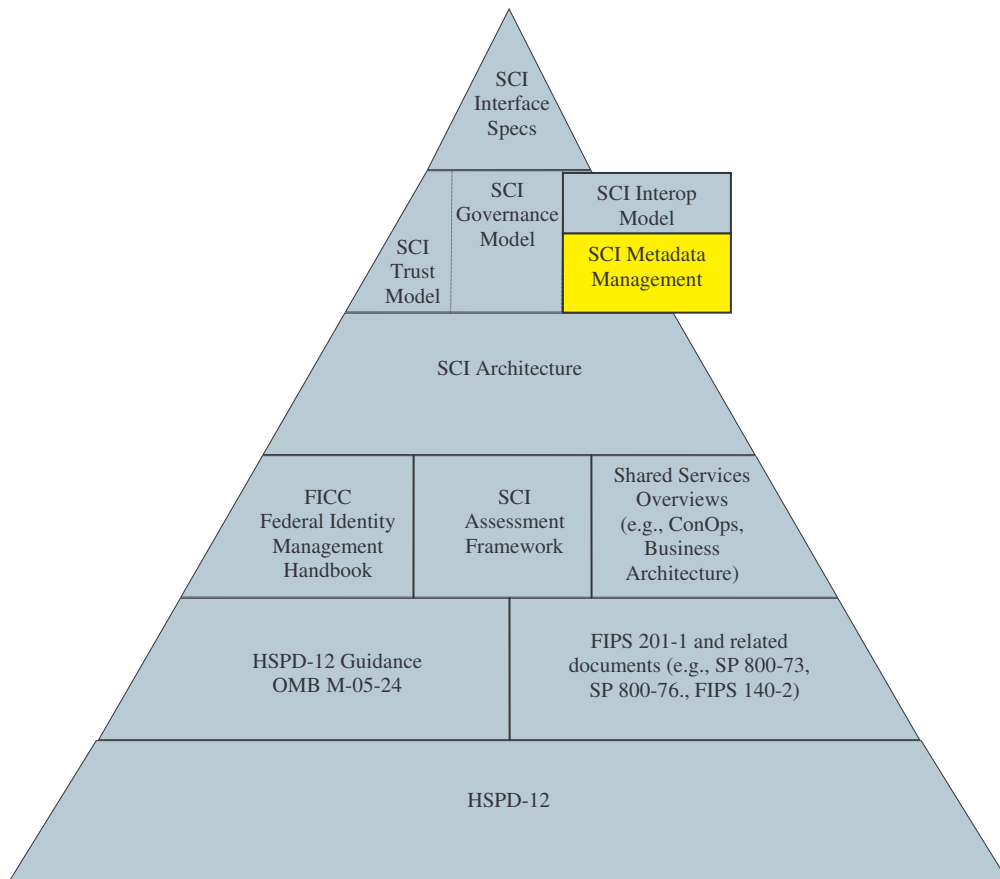 SCI
Interface
Specs
SCI
Trust
Model
SCI
Governance
Model
SCI Interop
Model
SCI Metadata
Management
SCI Architecture
FICC
Federal Identity
Management
Handbook
SCI
Assessment
Framework
Shared Services
Overviews
(e.g., ConOps,
Business
Architecture)
HSPD-12 Guidance
OMB M-05-24
FIPS 201-1 and related
documents (e.g., SP 800-73,
SP 800-76., FIPS 140-2)
HSPD-12